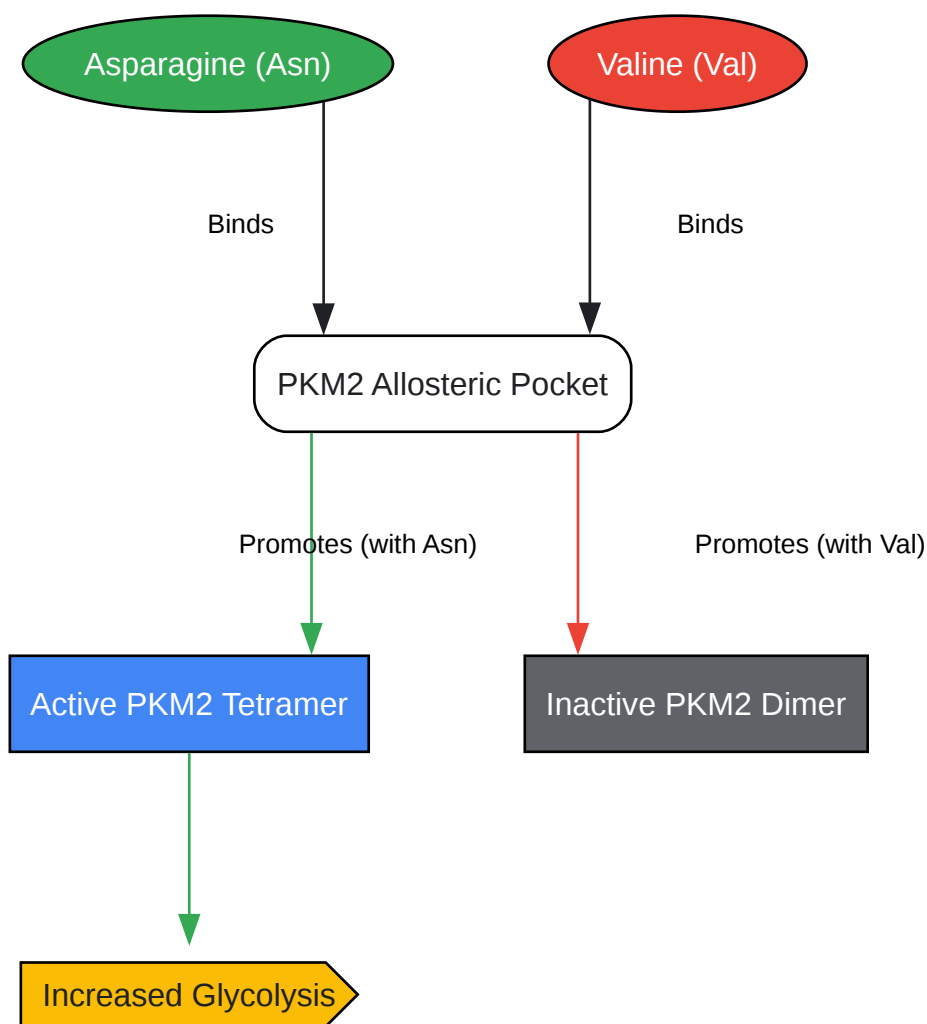 Asparagine (Asn)
Valine (Val)
Binds
Binds
PKM2 Allosteric Pocket
Promotes (with Asn)
Promotes (with Val)
Active PKM2 Tetramer
Inactive PKM2 Dimer
Increased Glycolysis